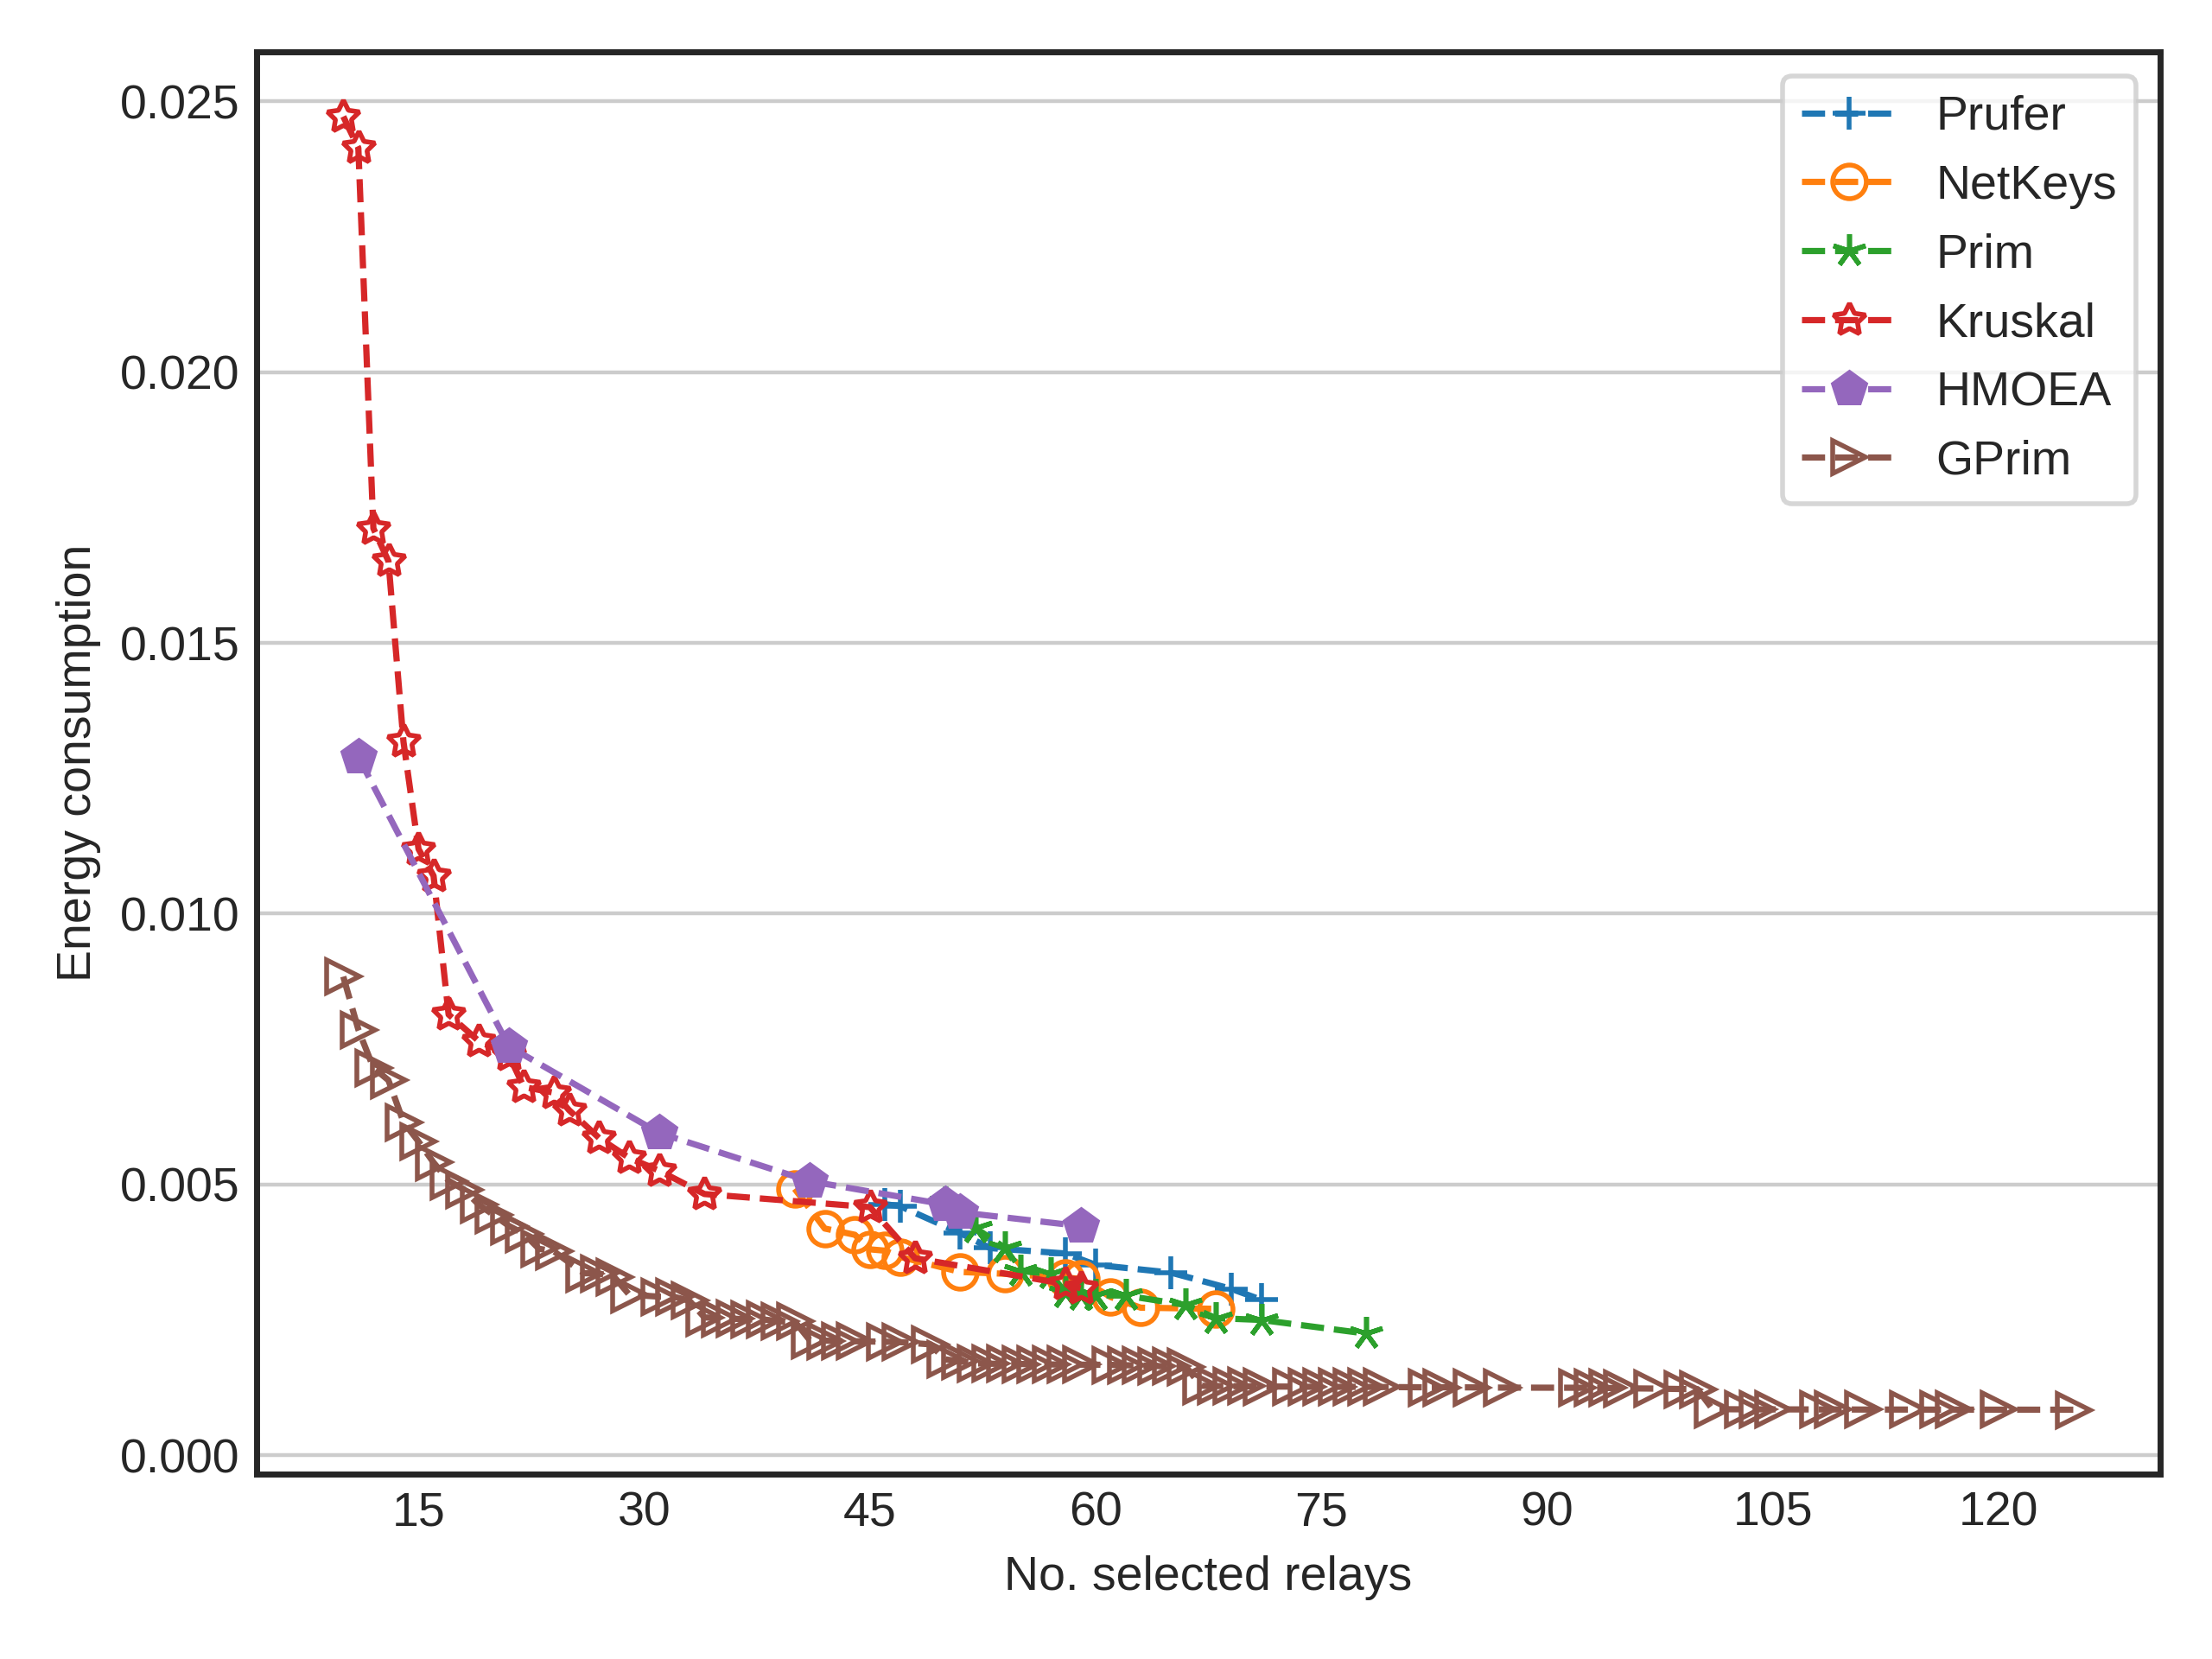 0.025
0.020
0.015
0.010
0.005
0.000
Energy consumption
15 30 45 60 75 90 105 120
No. selected relays
Prufer
NetKeys
Prim
Kruskal
HMOEA
GPrim